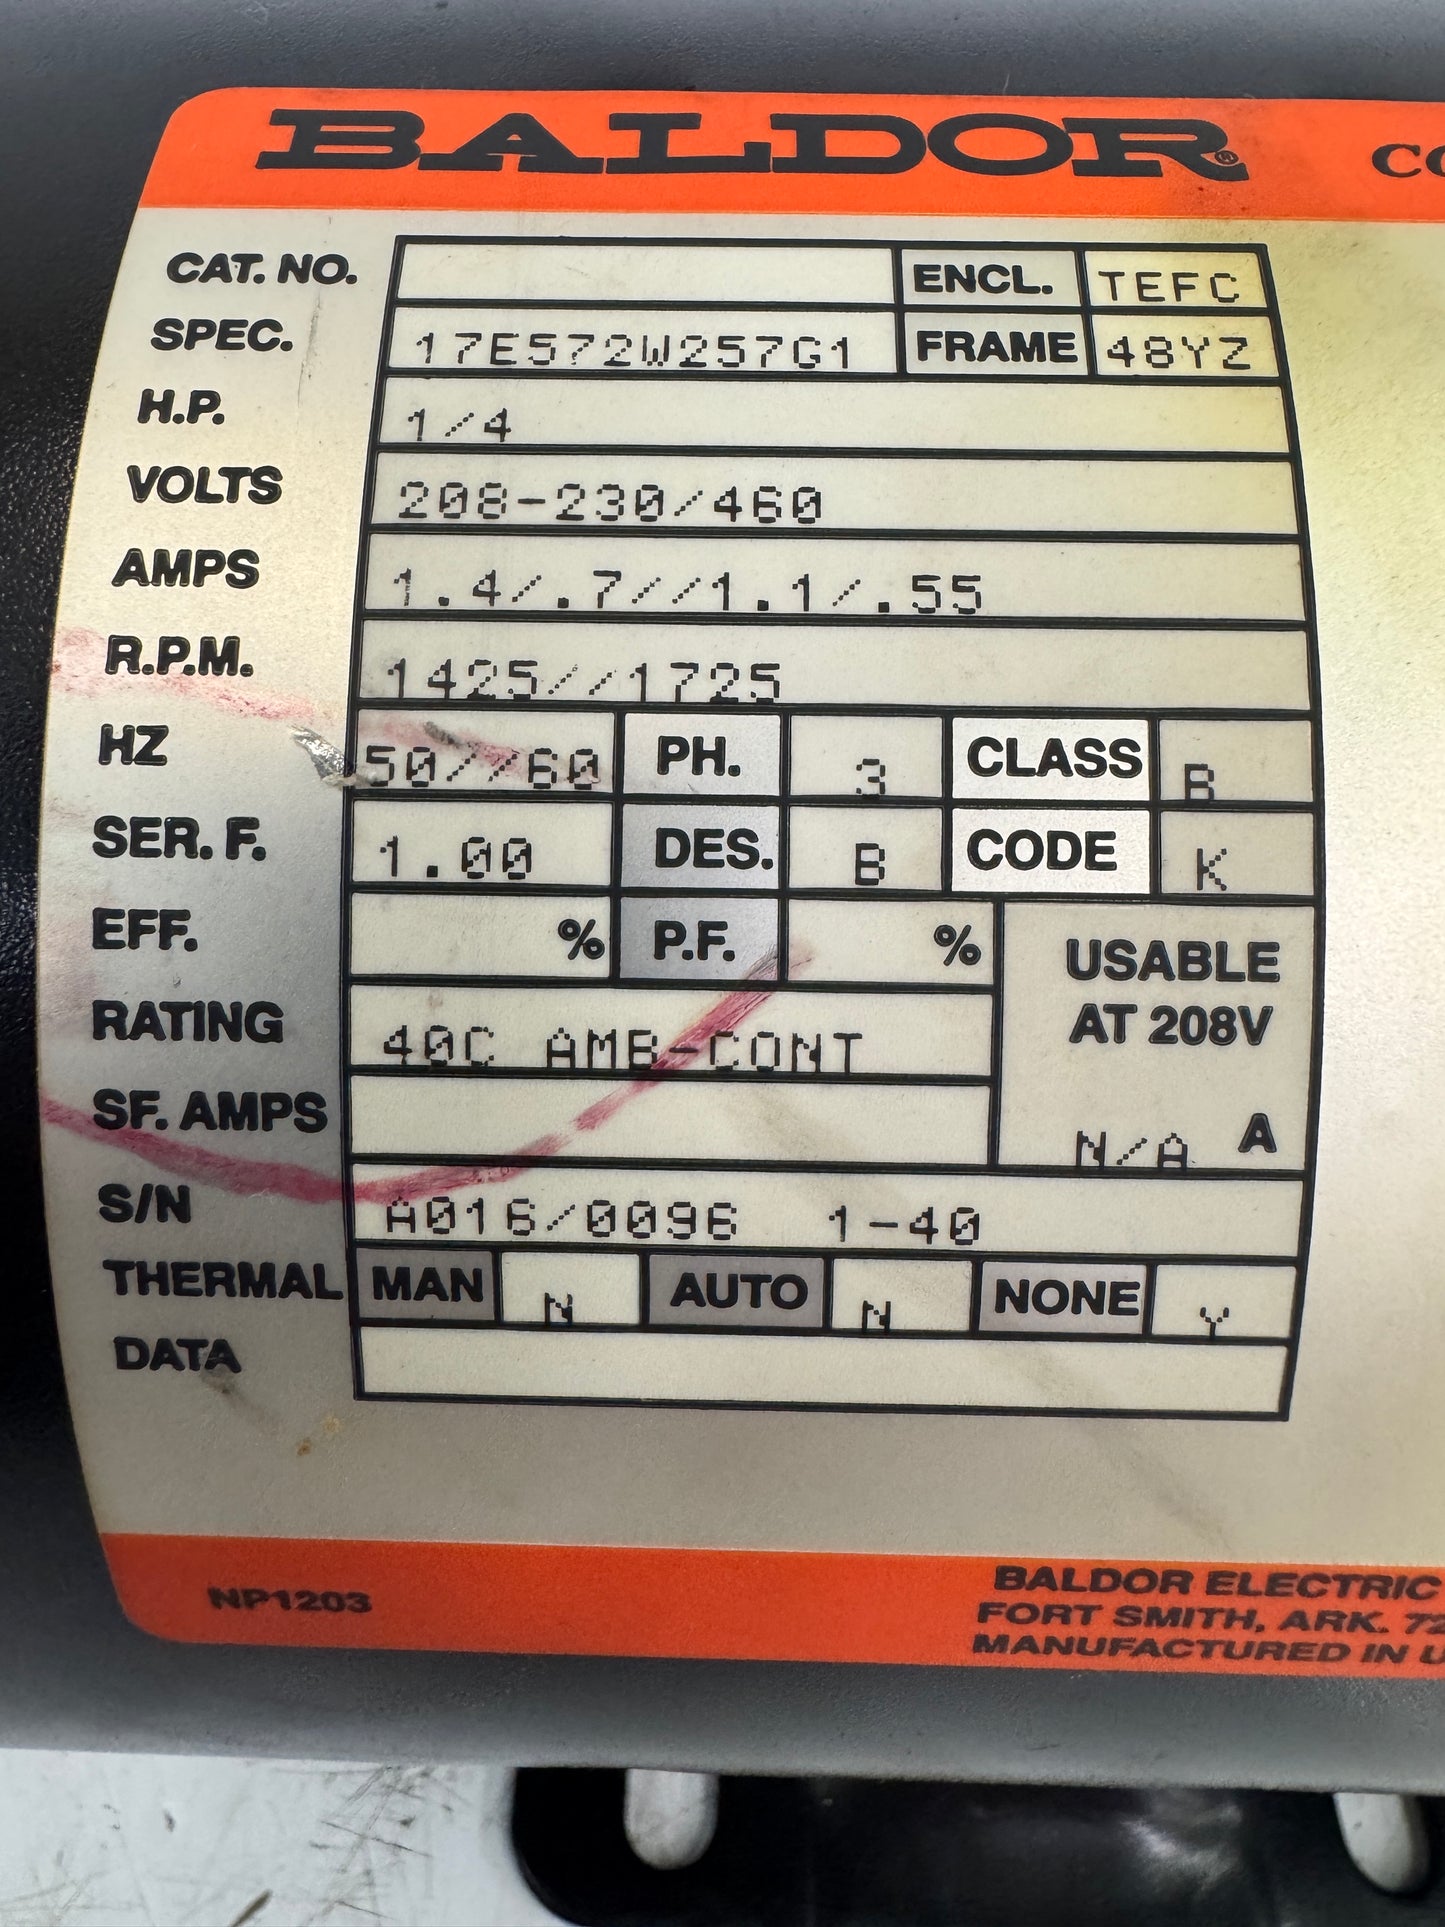 BALDOR®
CAT. NO. ENCL. TEFC
SPEC. 17E572W257G1 FRAME 48YZ
H.P. 1/4
VOLTS 208-230/460
AMPS 1.4/.7//1.1/.55
R.P.M. 1425//1725
HZ 50//60 PH. 3 CLASS B
SER. F. 1.00 DES. B CODE K
EFF. % P.F. %
USABLE
AT 208V
N/A A
RATING 40C AMB-CONT
SF. AMPS
S/N A016/0096 1-40
THERMAL MAN N AUTO N NONE Y
DATA
NP1203
BALDOR ELECTRIC
FORT SMITH, ARK.
MANUFACTURED IN